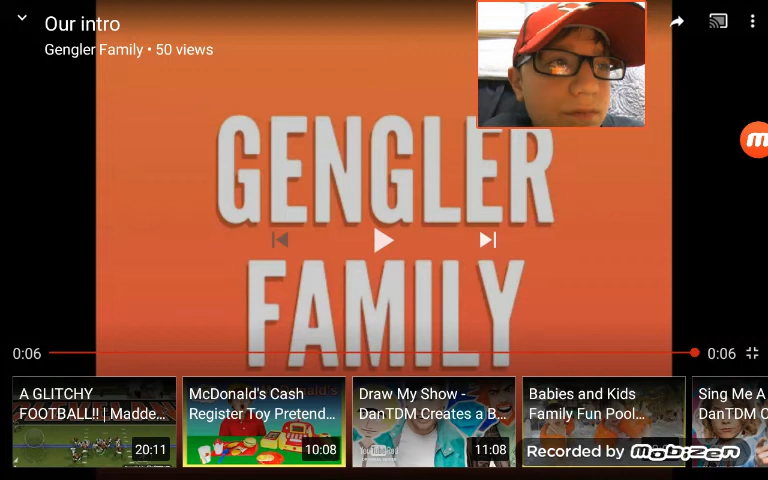 Our intro
Gengler Family • 50 views
GENGLER
FAMILY
0:06
0:06
A GLITCHY
FOOTBALL!! | Madde...
20:11
McDonald's Cash
Register Toy Pretend...
10:08
Draw My Show -
DanTDM Creates a B...
11:08
Babies and Kids
Family Fun Pool...
Sing Me A
DanTDM C
Recorded by mobizen